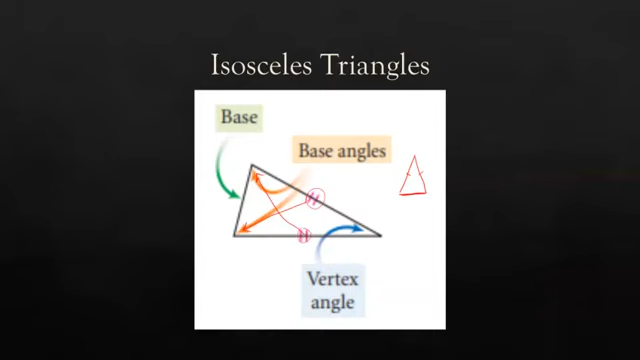 Isosceles Triangles
Base
Base angles
Vertex
angle